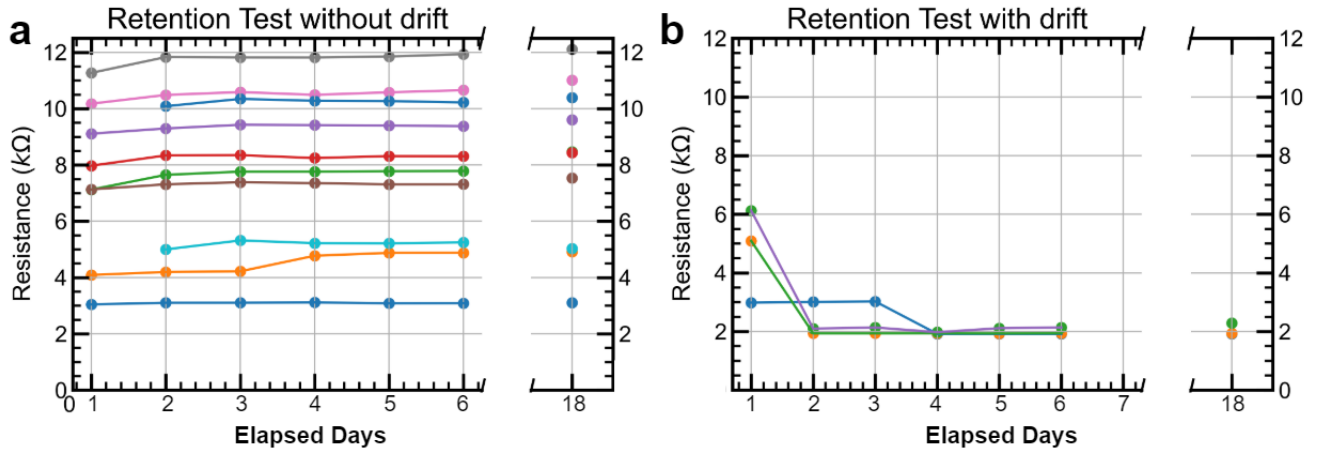 a
Retention Test without drift
12
10
8
6
4
2
0
Resistance (kΩ)
0 1 2 3 4 5 6 18
12
10
8
6
4
2
Elapsed Days
b
Retention Test with drift
12
10
8
6
4
2
Resistance (kΩ)
1 2 3 4 5 6 7 18
12
10
8
6
4
2
0
Elapsed Days